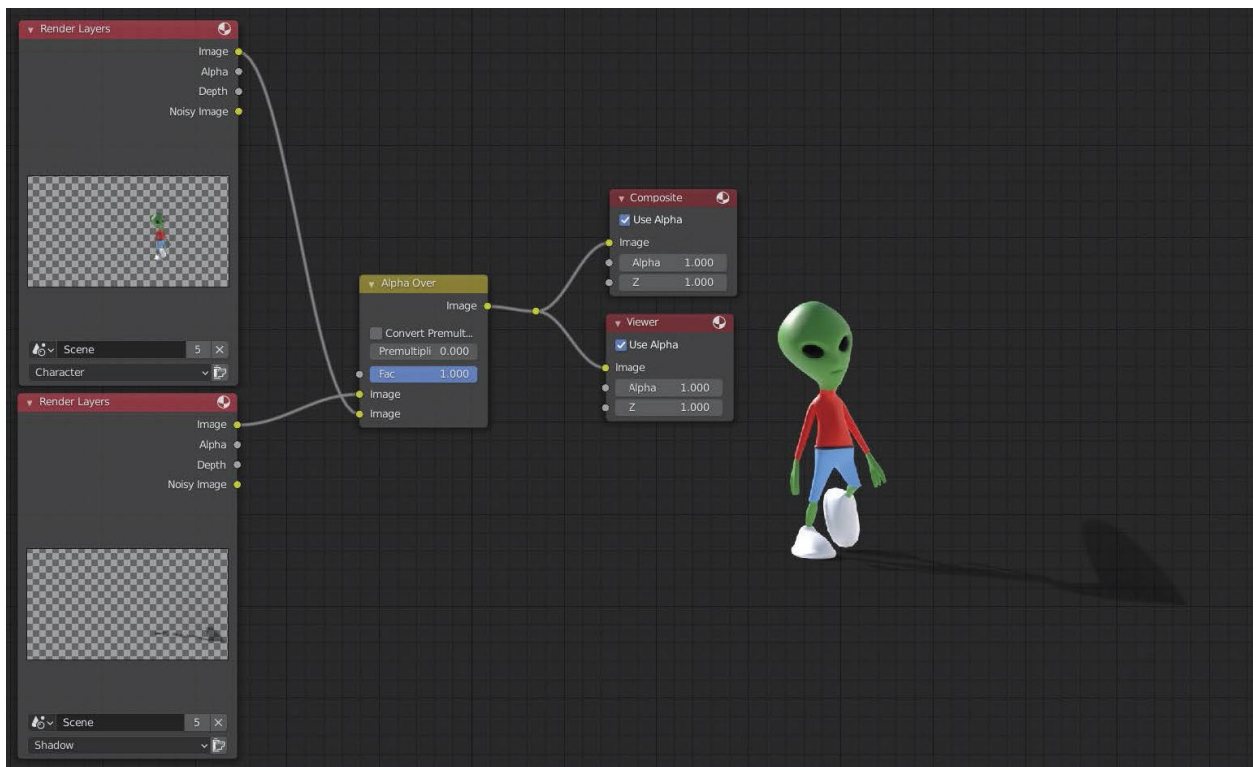 Render Layers
Image
Alpha
Depth
Noisy Image
Scene 5
Character
Render Layers
Image
Alpha
Depth
Noisy Image
Scene 5
Shadow
Alpha Over
Image
Convert Premult...
Premultipli 0.000
Fac 1.000
Image
Image
Composite
Use Alpha
Image
Alpha 1.000
Z 1.000
Viewer
Use Alpha
Image
Alpha 1.000
Z 1.000